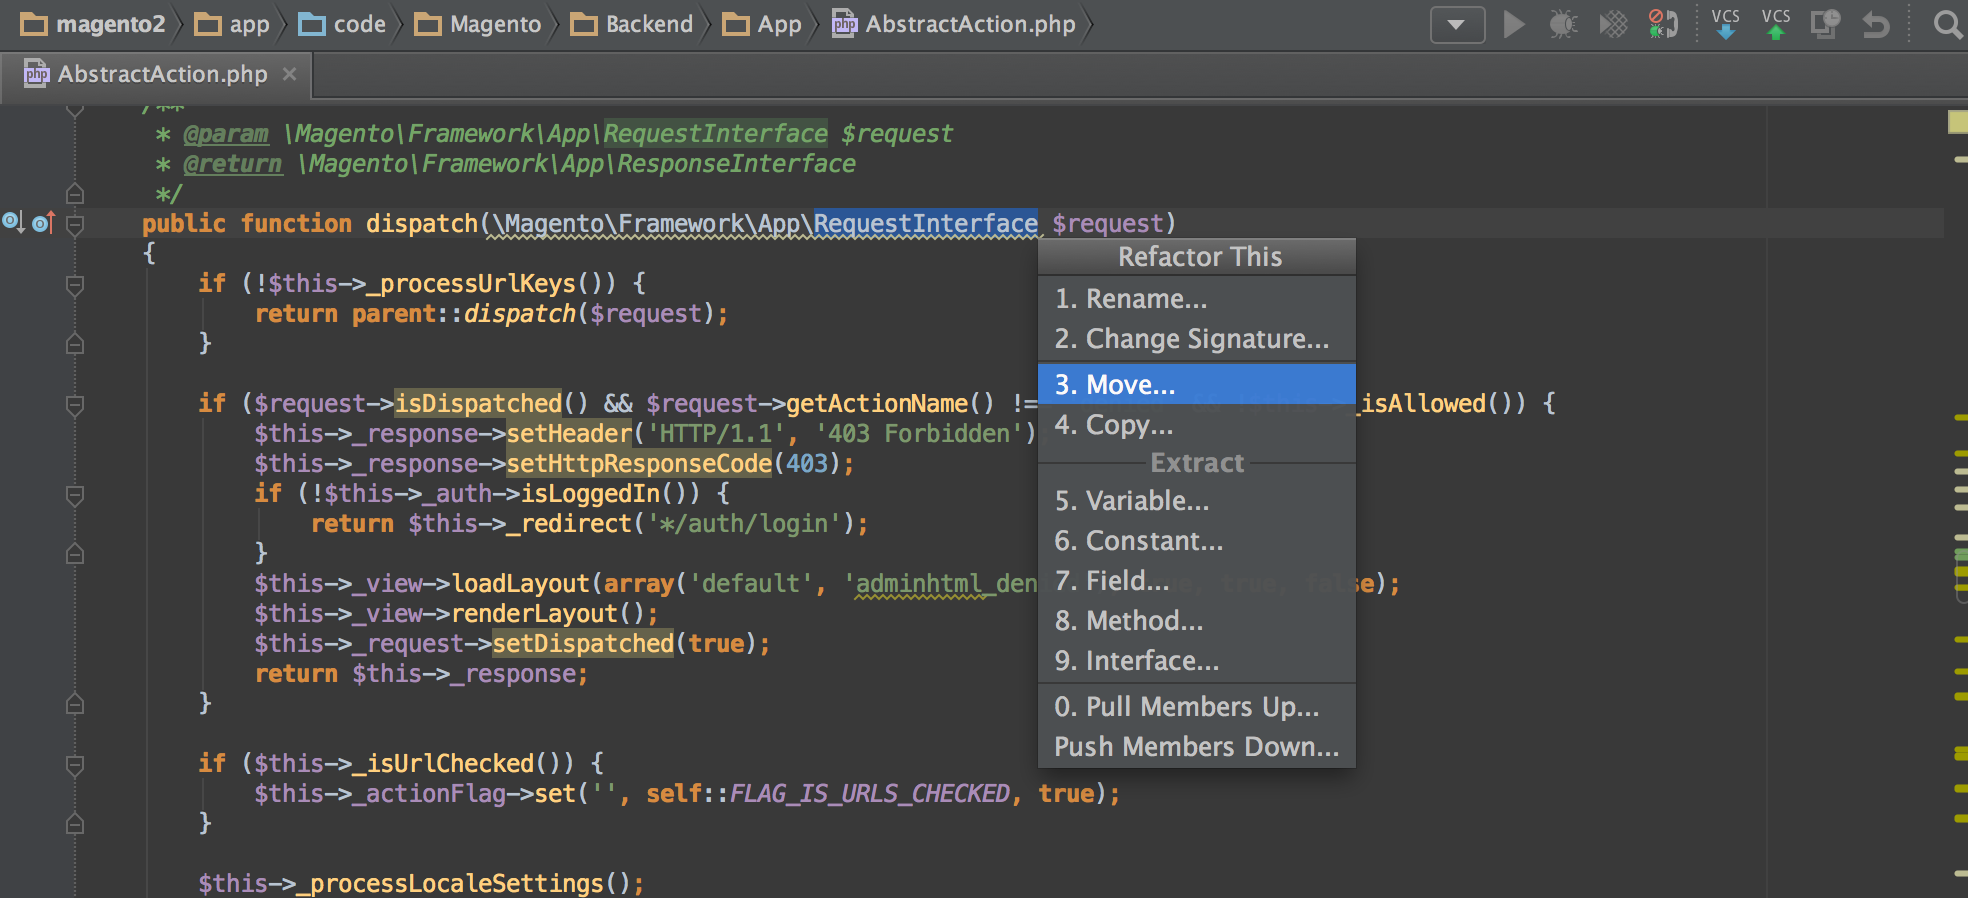 magento2 app code Magento Backend App AbstractAction.php
VCS VCS
AbstractAction.php
/**
* @param \Magento\Framework\App\RequestInterface $request
* @return \Magento\Framework\App\ResponseInterface
*/
public function dispatch(\Magento\Framework\App\RequestInterface $request)
{
if (!$this->_processUrlKeys()) {
return parent::dispatch($request);
}
if ($request->isDispatched() && $request->getActionName() !== && !$this->_isAllowed()) {
$this->_response->setHeader('HTTP/1.1', '403 Forbidden');
$this->_response->setHttpResponseCode(403);
if (!$this->_auth->isLoggedIn()) {
return $this->_redirect('*/auth/login');
}
$this->_view->loadLayout(array('default', 'adminhtml_deni true, true, false);
$this->_view->renderLayout();
$this->_request->setDispatched(true);
return $this->_response;
}
if ($this->_isUrlChecked()) {
$this->_actionFlag->set('', self::FLAG_IS_URLS_CHECKED, true);
}
$this->_processLocaleSettings();
Refactor This
1. Rename...
2. Change Signature...
3. Move...
4. Copy...
Extract
5. Variable...
6. Constant...
7. Field...
8. Method...
9. Interface...
0. Pull Members Up...
Push Members Down...